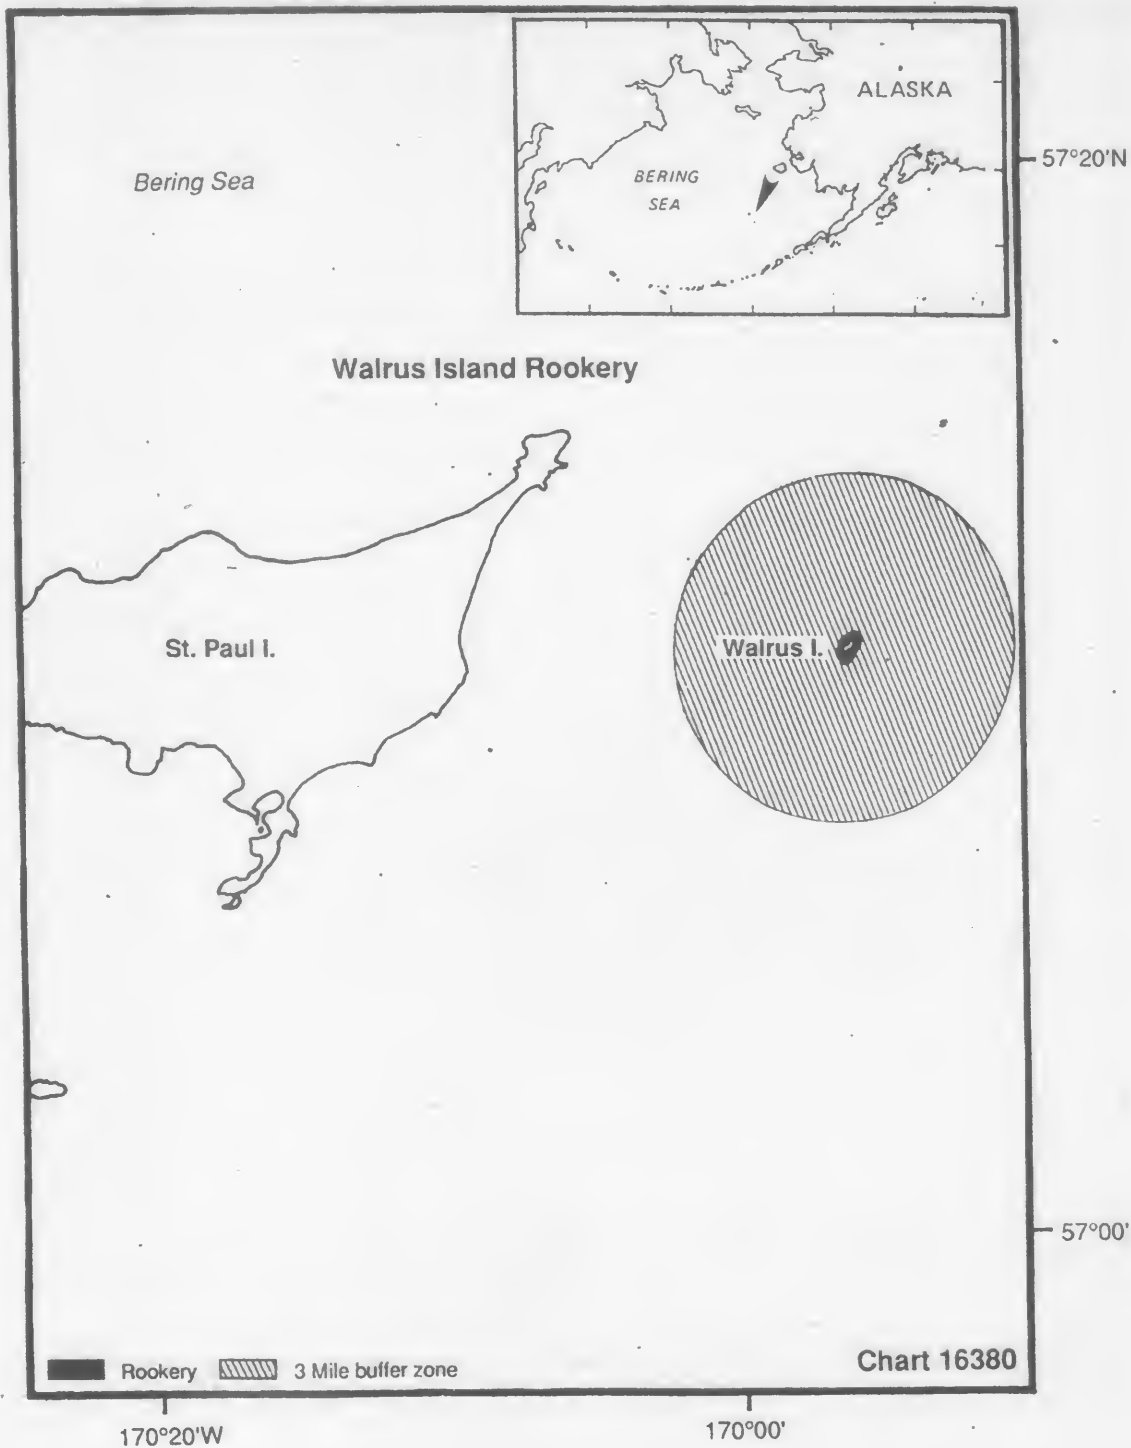 ALASKA
BERING
SEA
57°20'N
Bering Sea
Walrus Island Rookery
St. Paul I.
Walrus I.
57°00'
Rookery
3 Mile buffer zone
Chart 16380
170°20'W
170°00'